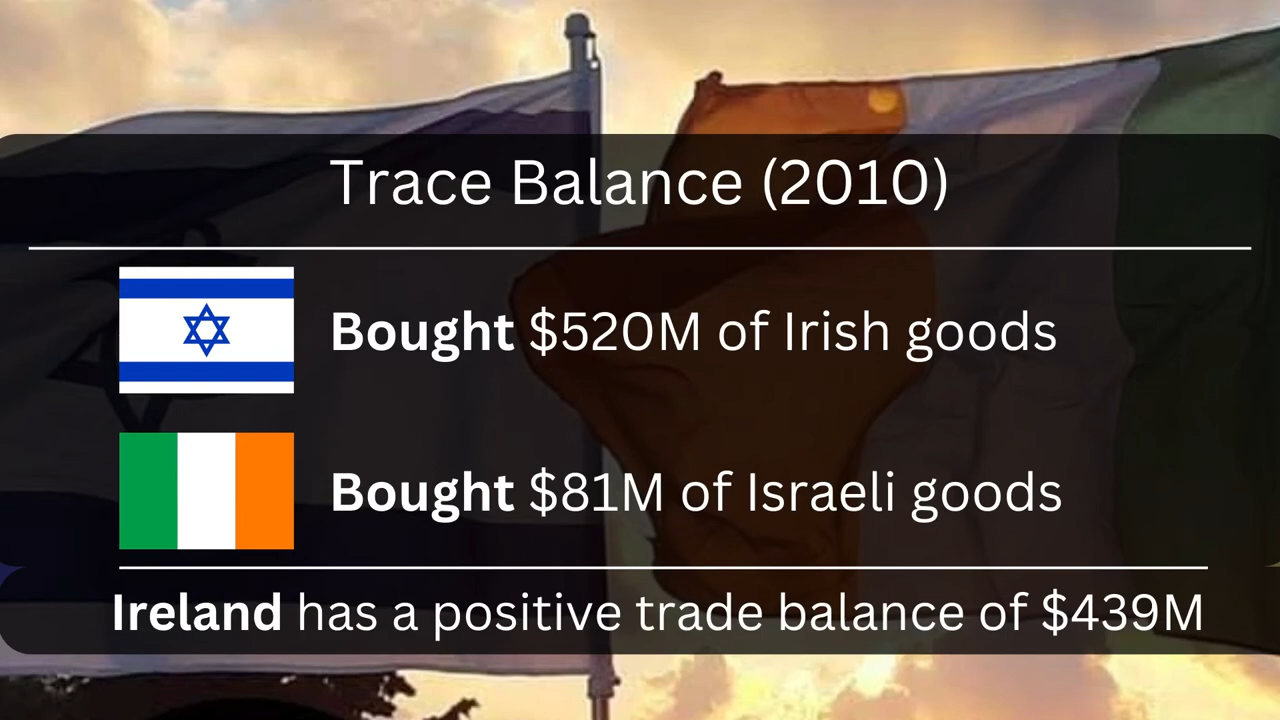 Trace Balance (2010)
Bought $520M of Irish goods
Bought $81M of Israeli goods
Ireland has a positive trade balance of $439M